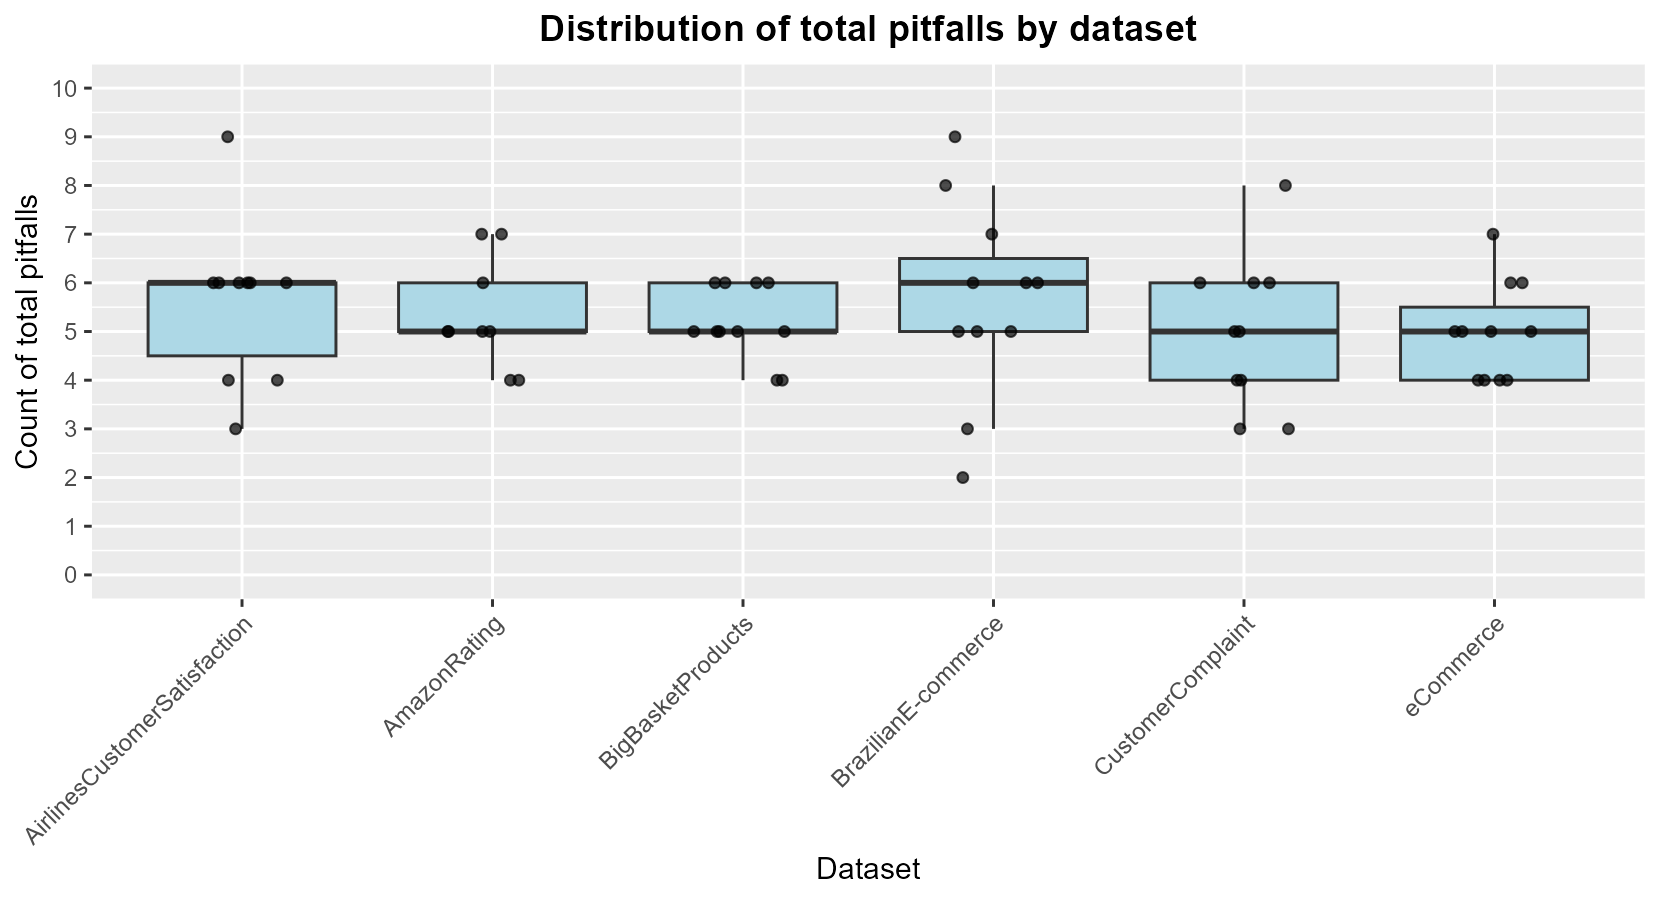 Distribution of total pitfalls by dataset
Count of total pitfalls
10
9
8
7
6
5
4
3
2
1
0
AirlinesCustomerSatisfaction
AmazonRating
BigBasketProducts
BrazilianE-commerce
CustomerComplaint
eCommerce
Dataset